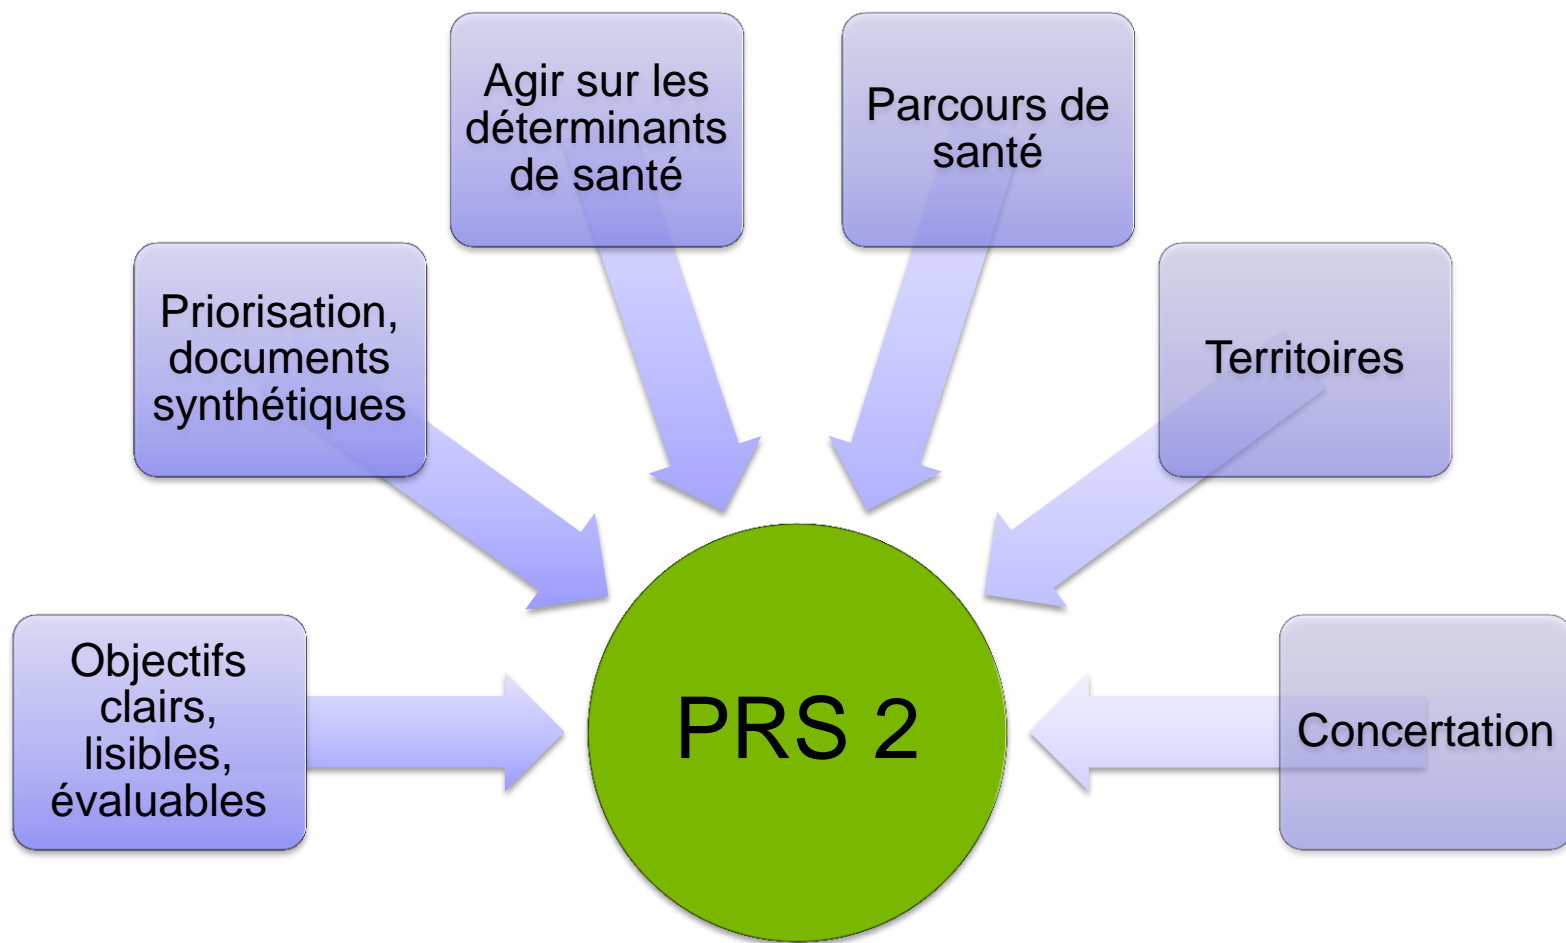 Agir sur les
déterminants
de santé
Parcours de
santé
Priorisation,
documents
synthétiques
Territoires
Objectifs
clairs,
lisibles,
évaluables
PRS 2
Concertation